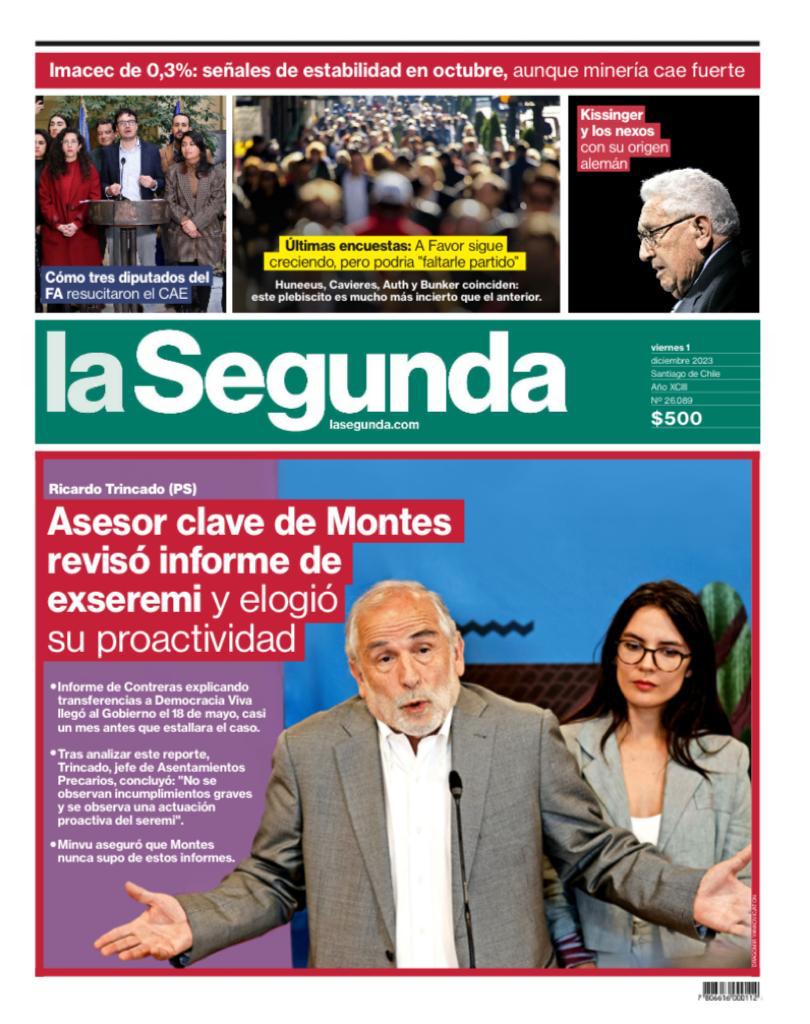 Imacec de 0,3%: señales de estabilidad en octubre, aunque minería cae fuerte
Cómo tres diputados del
FA resucitaron el CAE
Últimas encuestas: A Favor sigue
creciendo, pero podria "faltarle partido"
Huneeus, Cavieres, Auth y Bunker coinciden:
este plebiscito es mucho más incierto que el anterior.
Kissinger
y los nexos
con su origen
alemán
la Segunda
lasegunda.com
viernes 1
diciembre 2023
Santiago de Chile
Año XCIII
Nº 26.089
$500
Ricardo Trincado (PS)
Asesor clave de Montes
revisó informe de
exseremi y elogió
su proactividad
•Informe de Contreras explicando
transferencias a Democracia Viva
llegó al Gobierno el 18 de mayo, casi
un mes antes que estallara el caso.
•Tras analizar este reporte,
Trincado, jefe de Asentamientos
Precarios, concluyó: "No se
observan incumplimientos graves
y se observa una actuación
proactiva del seremi".
•Minvu aseguró que Montes
nunca supo de estos informes.
7 806616 000112